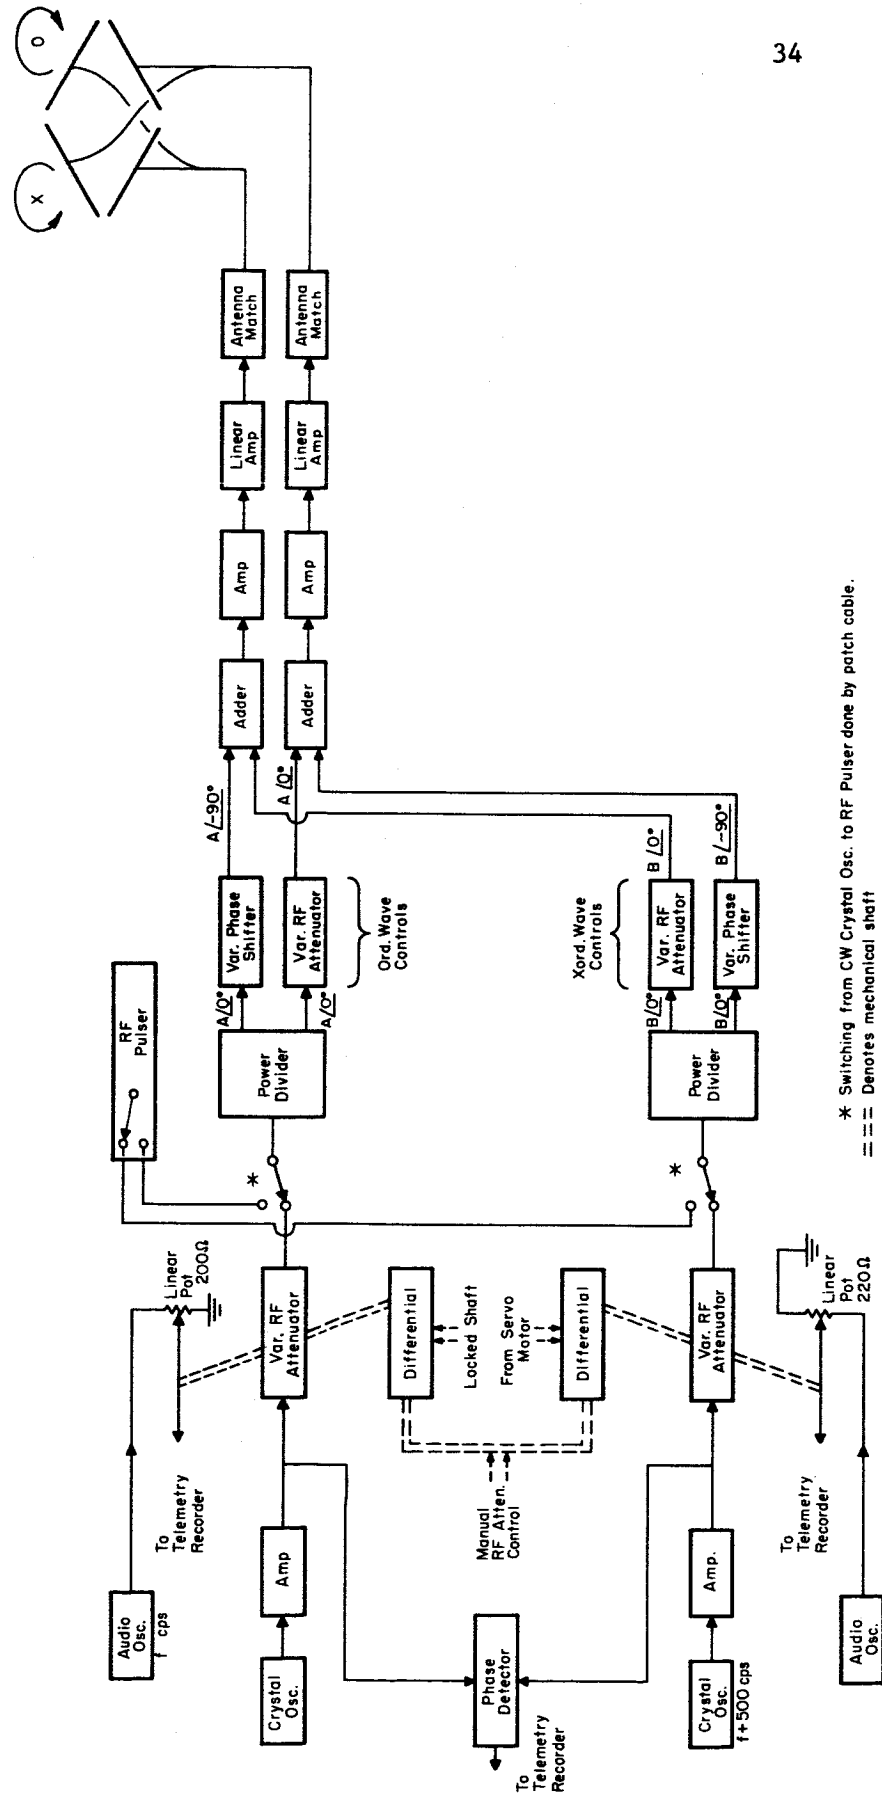 34
X
O
Antenna
Match
Antenna
Match
Linear
Amp
Linear
Amp
Amp
Amp
Adder
Adder
A/-90°
A/0°
B/0°
B/-90°
Var. Phase
Shifter
Var. RF
Attenuator
Ord. Wave
Controls
Xord. Wave
Controls
Var. RF
Attenuator
Var. Phase
Shifter
A/0°
A/0°
B/0°
B/0°
RF
Pulser
Power
Divider
Power
Divider
*
*
Linear
Pot
200Ω
Var. RF
Attenuator
Differential
Locked Shaft
From Servo
Motor
Differential
Var. RF
Attenuator
Linear
Pot
220Ω
To
Telemetry
Recorder
Manual
RF Atten.
Control
To
Telemetry
Recorder
Audio
Osc.
f cps
Amp
Crystal
Osc.
Phase
Detector
To
Telemetry
Recorder
Amp.
Crystal
Osc.
f+500cps
Audio
Osc.
* Switching from CW Crystal Osc. to RF Pulser done by patch cable.
=== Denotes mechanical shaft